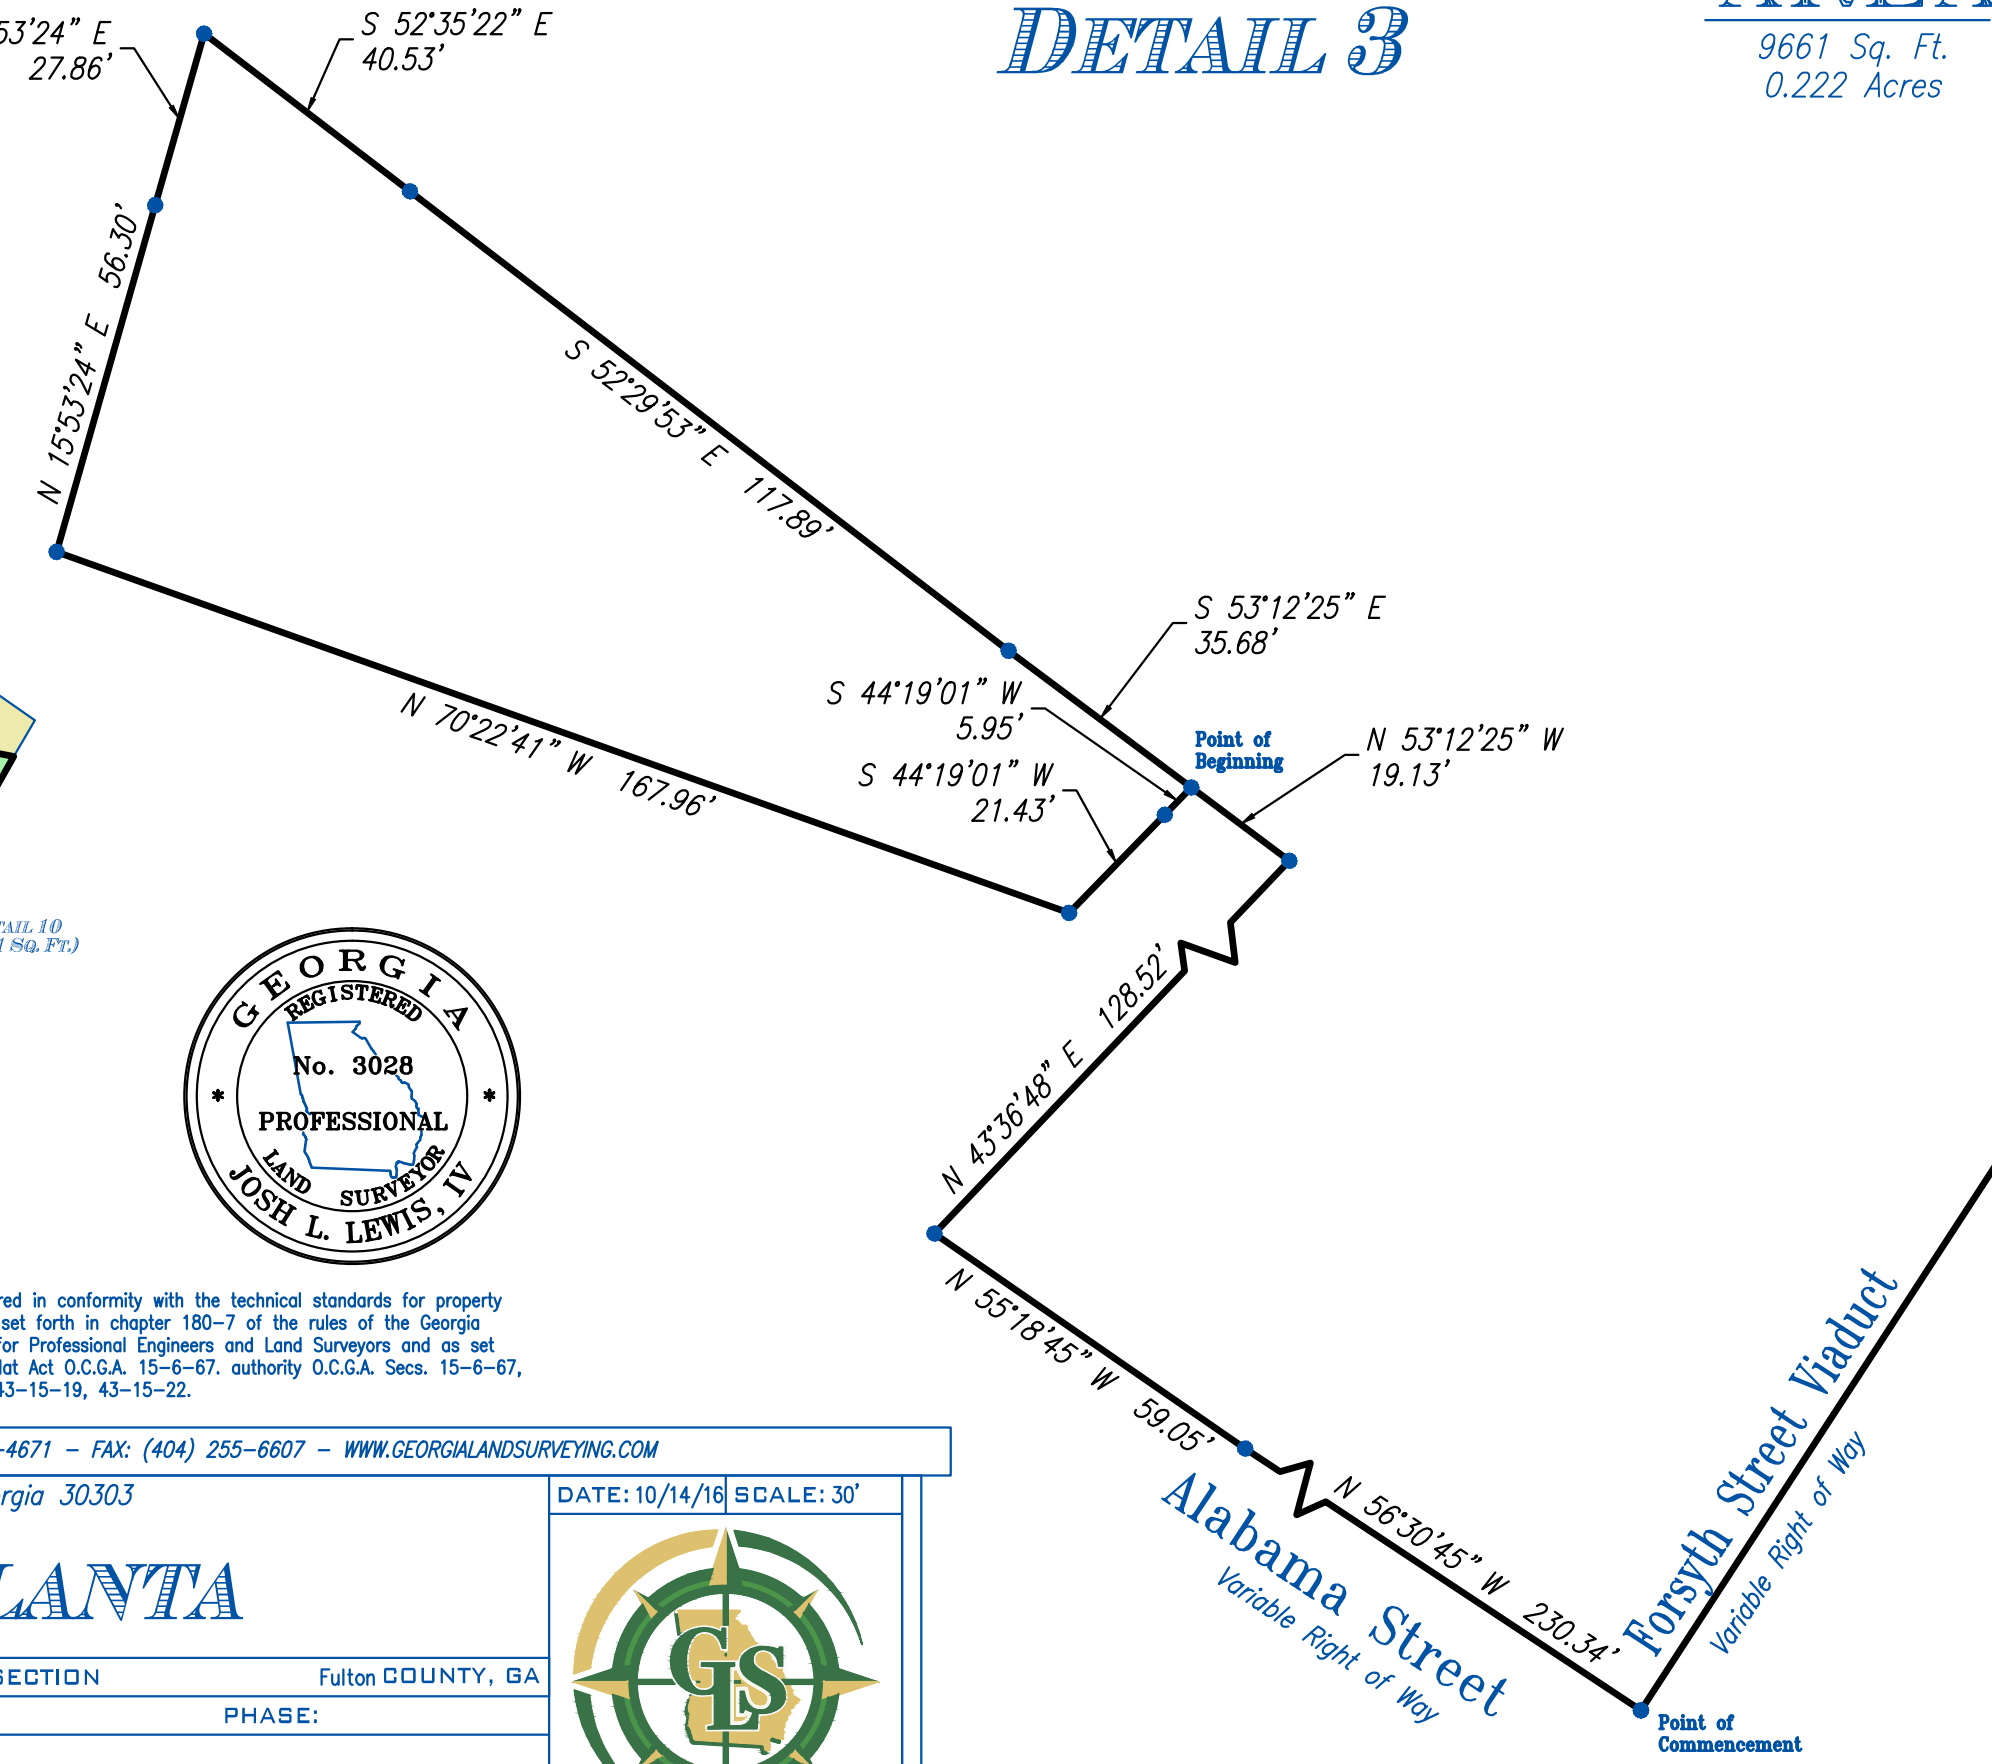 53'24" E
27.86'
S 52°35'22" E
40.53'
DETAIL 3
9661 Sq. Ft.
0.222 Acres
N 15°53'24" E 56.30'
S 52°29'53" E 117.89'
S 53°12'25" E
35.68'
S 44°19'01" W
5.95'
N 70°22'41" W 167.96'
Point of
Beginning
N 53°12'25" W
19.13'
S 44°19'01" W
21.43'
TAIL 10
SQ. FT.)
GEORGIA
REGISTERED
No. 3028
PROFESSIONAL
LAND SURVEYOR
JOSH L. LEWIS, IV
N 43°36'48" E 128.52'
N 55°18'45" W 59.05'
N 56°30'45" W 230.34'
Alabama Street
Variable Right of Way
Forsyth Street Viaduct
Variable Right of Way
Point of
Commencement
red in conformity with the technical standards for property
set forth in chapter 180-7 of the rules of the Georgia
for Professional Engineers and Land Surveyors and as set
lat Act O.C.G.A. 15-6-67. authority O.C.G.A. Secs. 15-6-67,
43-15-19, 43-15-22.
-4671 - FAX: (404) 255-6607 - WWW.GEORGIALANDSURVEYING.COM
rgia 30303
DATE: 10/14/16 SCALE: 30'
LANTA
SECTION Fulton COUNTY, GA
PHASE:
GLS